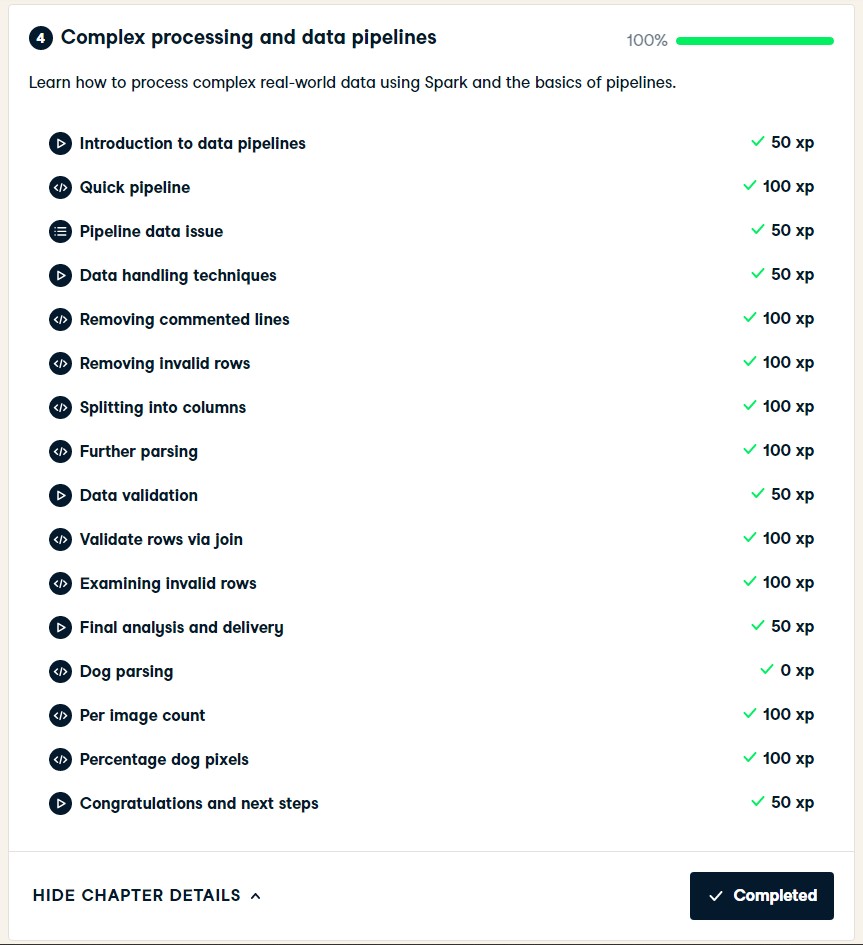 4 Complex processing and data pipelines 100%
Learn how to process complex real-world data using Spark and the basics of pipelines.
Introduction to data pipelines 50 xp
Quick pipeline 100 xp
Pipeline data issue 50 xp
Data handling techniques 50 xp
Removing commented lines 100 xp
Removing invalid rows 100 xp
Splitting into columns 100 xp
Further parsing 100 xp
Data validation 50 xp
Validate rows via join 100 xp
Examining invalid rows 100 xp
Final analysis and delivery 50 xp
Dog parsing 0 xp
Per image count 100 xp
Percentage dog pixels 100 xp
Congratulations and next steps 50 xp
HIDE CHAPTER DETAILS Completed